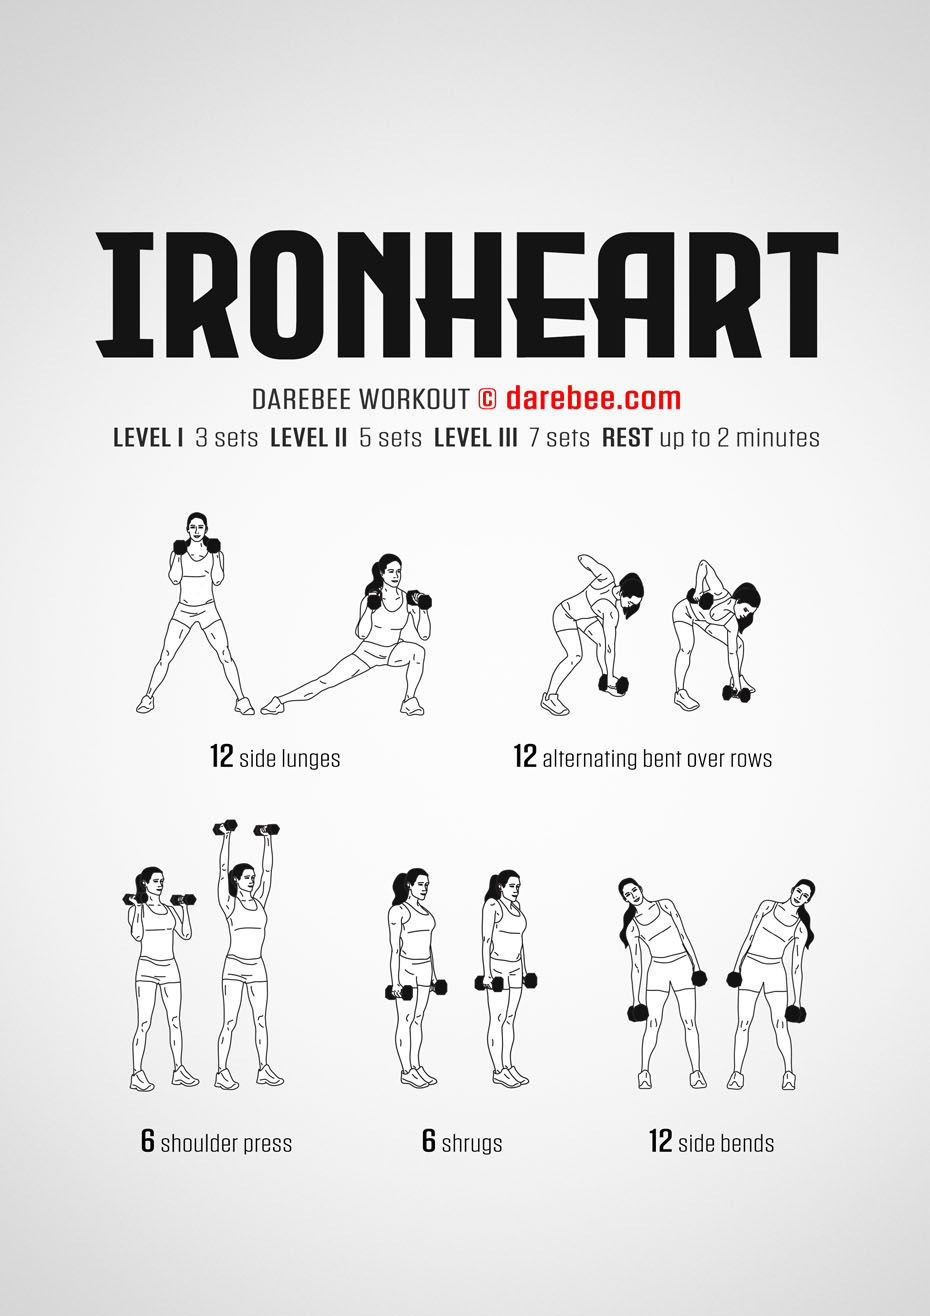 IRONHEART
DAREBEE WORKOUT © darebee.com
LEVEL I 3 sets LEVEL II 5 sets LEVEL III 7 sets REST up to 2 minutes
12 side lunges
12 alternating bent over rows
6 shoulder press
6 shrugs
12 side bends